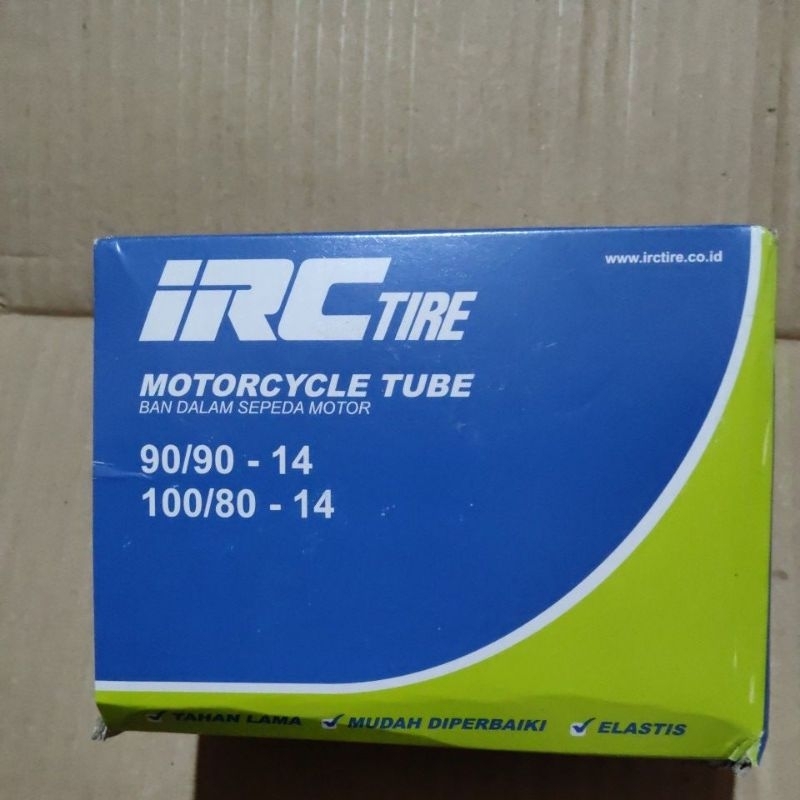 iRC TIRE
www.irctire.co.id
MOTORCYCLE TUBE
BAN DALAM SEPEDA MOTOR
90/90 - 14
100/80 - 14
TAHAN LAMA MUDAH DIPERBAIKI ELASTIS